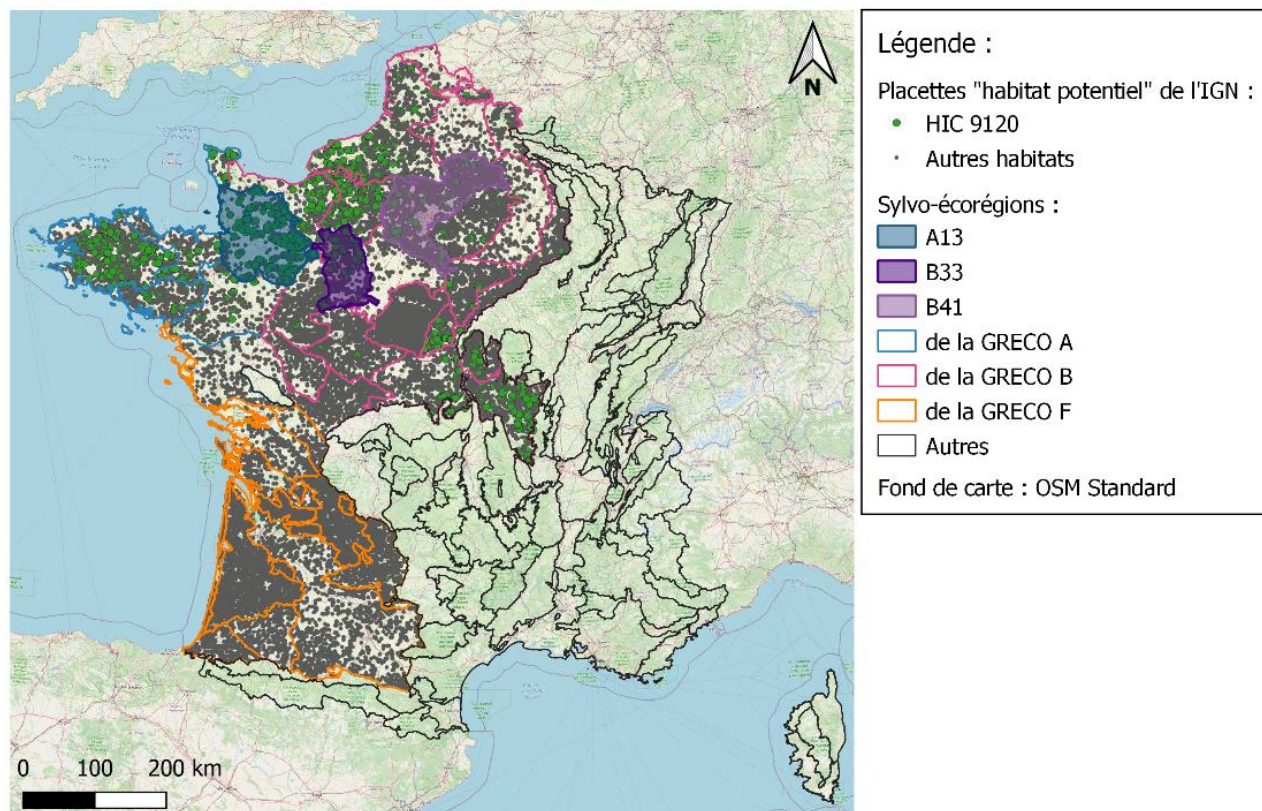 N
0 100 200 km
Légende :
Placettes "habitat potentiel" de l'IGN :
HIC 9120
Autres habitats
Sylvo-écorégions :
A13
B33
B41
de la GRECO A
de la GRECO B
de la GRECO F
Autres
Fond de carte : OSM Standard